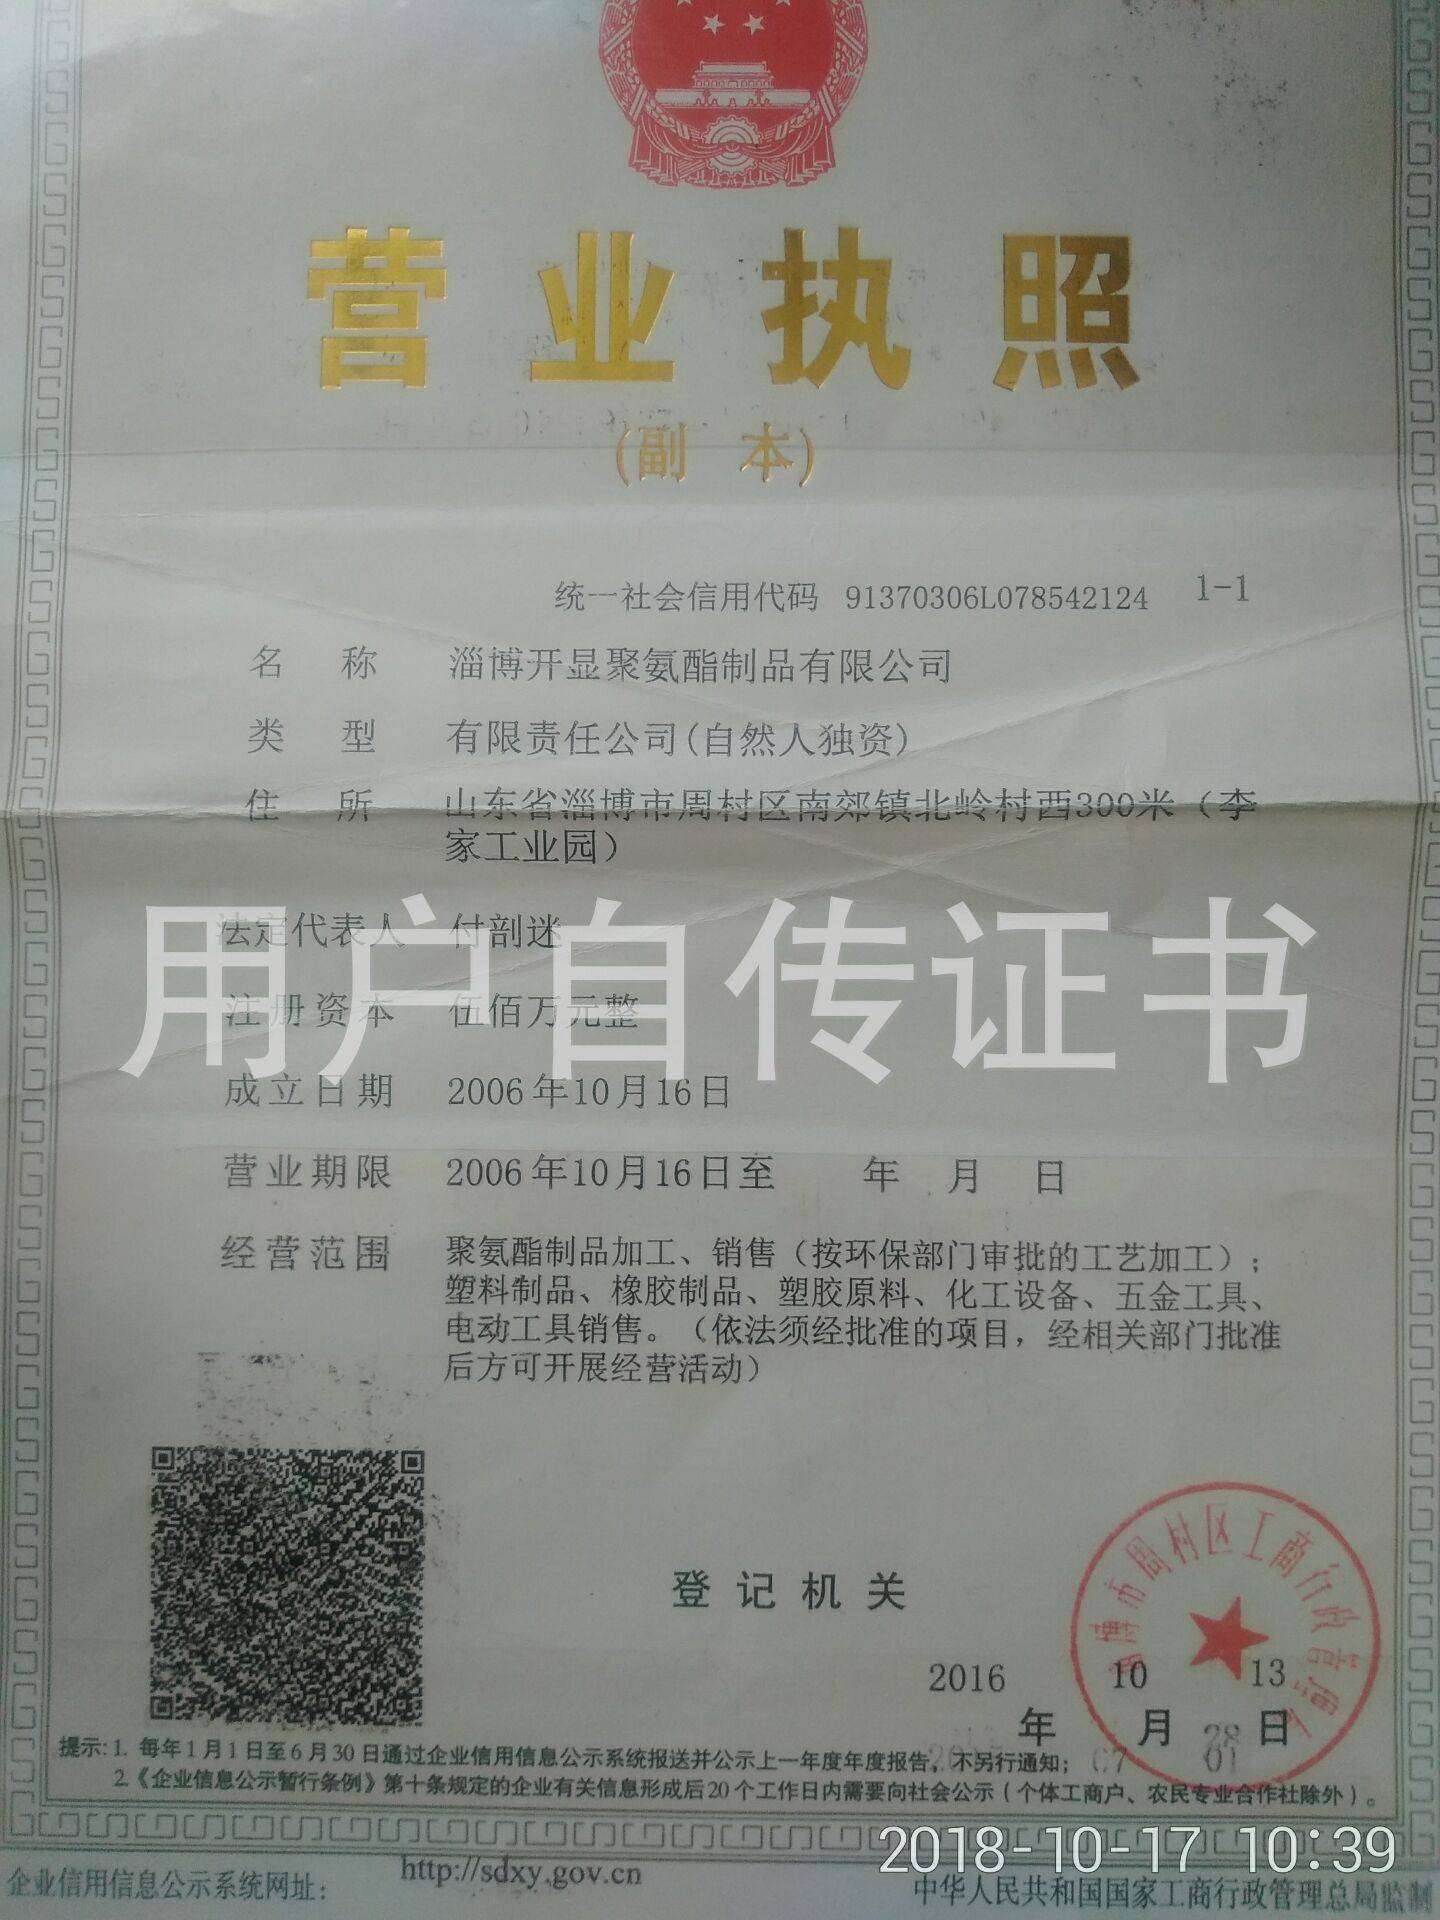 营业执照
(副 本)
统一社会信用代码 91370306L078542124 1-1
名 称 淄博开显聚氨酯制品有限公司
类 型 有限责任公司(自然人独资)
住 所 山东省淄博市周村区南郊镇北岭村西300米（李
家工业园）
法定代表人 付剖迷
用户自传证书
注册资本 伍佰万元整
成立日期 2006年10月16日
营业期限 2006年10月16日至 年 月 日
经营范围 聚氨酯制品加工、销售（按环保部门审批的工艺加工）；
塑料制品、橡胶制品、塑胶原料、化工设备、五金工具、
电动工具销售。（依法须经批准的项目，经相关部门批准
后方可开展经营活动）
淄博市周村区工商行政管理局
登记机关
2016 10 13
年 月 日
提示:1. 每年1月1日至6月30日通过企业信用信息公示系统报送并公示上一年度年度报告，不另行通知；
2.《企业信息公示暂行条例》第十条规定的企业有关信息形成后20个工作日内需要向社会公示（个体工商户、农民专业合作社除外）。
2018-10-17 10:39
企业信用信息公示系统网址: http://sdxy.gov.cn
中华人民共和国国家工商行政管理总局监制